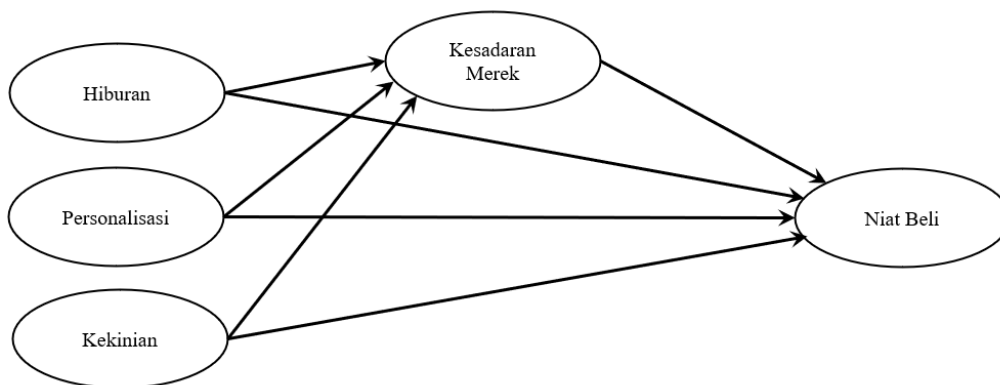 Kesadaran
Merek
Hiburan
Personalisasi
Niat Beli
Kekinian